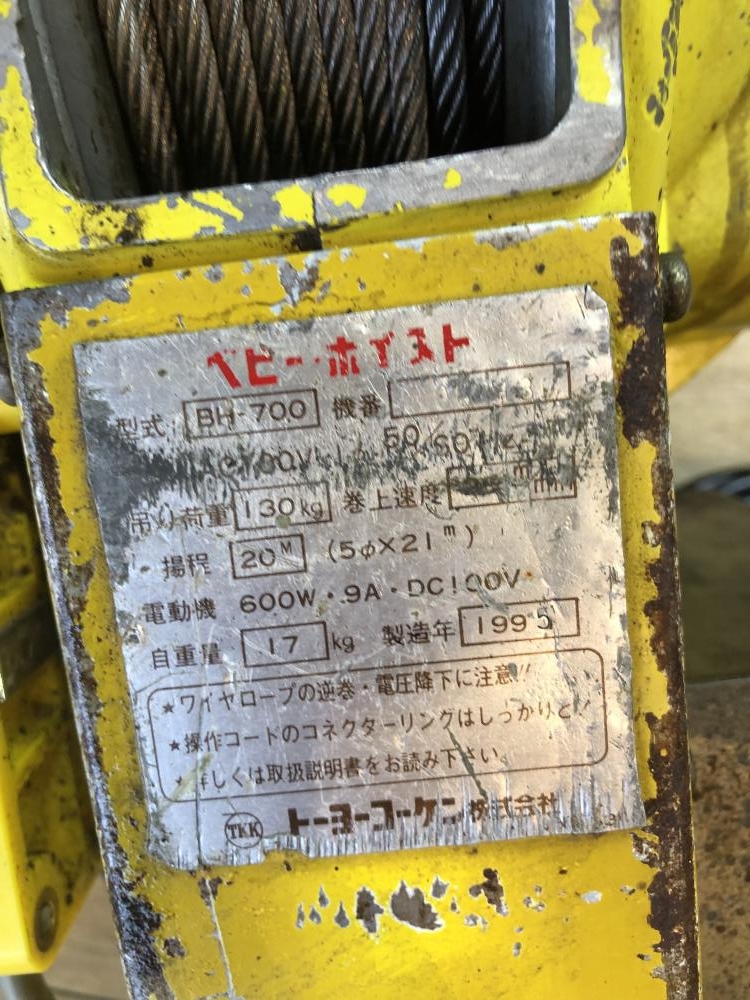 ベビー・ホイスト
型式 BH-700 機番
50/60Hz
吊り荷重 130kg 巻上速度
揚程 20M (5φ×21m)
電動機 600W・9A・DC100V
自重量 17kg 製造年 1995
★ワイヤロープの逆巻・電圧降下に注意!!
★操作コードのコネクターリングはしっかりと!!
★詳しくは取扱説明書をお読み下さい。
TKK トーヨーコーケン株式会社